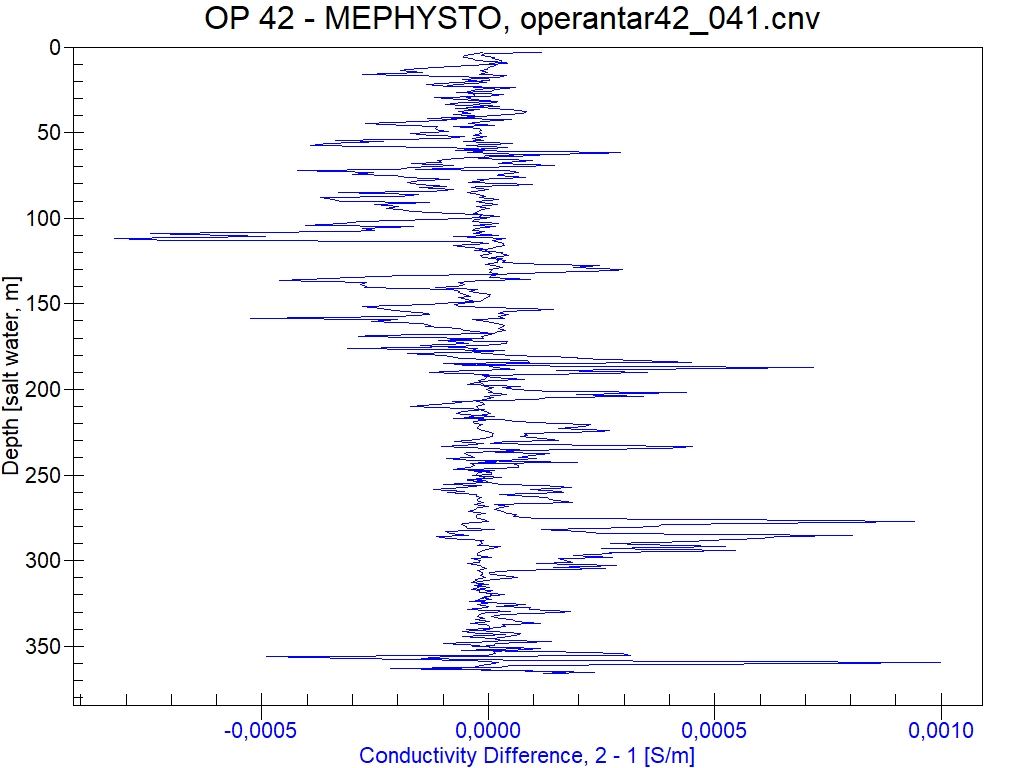 OP 42 - MEPHYSTO, operantar42_041.cnv
0
50
100
150
200
250
300
350
Depth [salt water, m]
-0,0005 0,0000 0,0005 0,0010
Conductivity Difference, 2 - 1 [S/m]